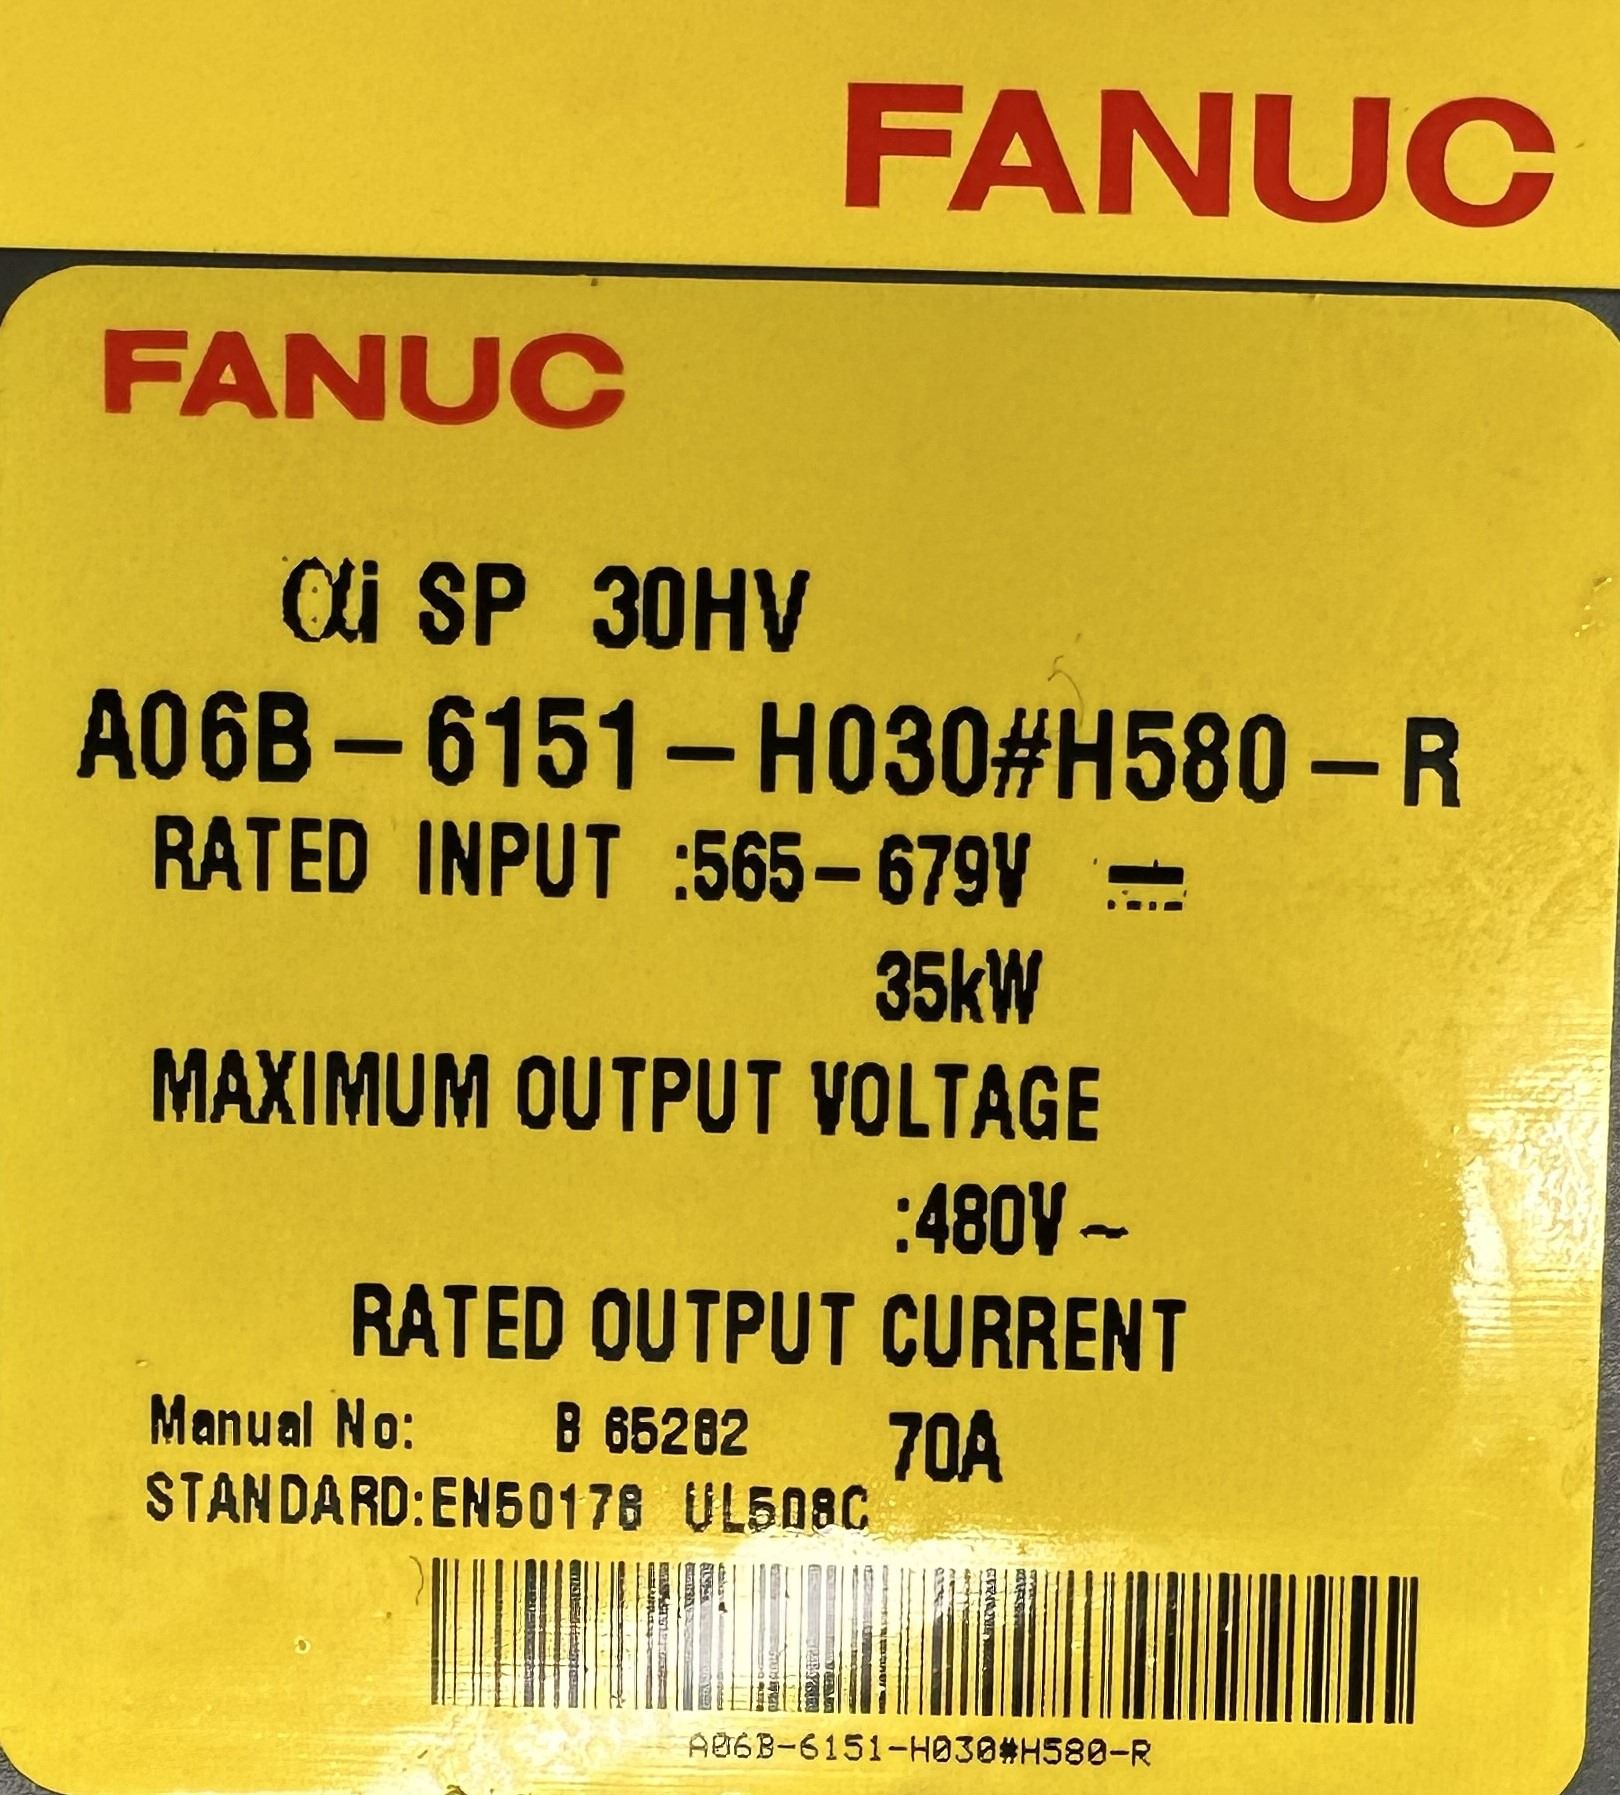 FANUC
FANUC
αi SP 30HV
A06B-6151-H030#H580-R
RATED INPUT :565-679V ⎓
35kW
MAXIMUM OUTPUT VOLTAGE
:480V~
RATED OUTPUT CURRENT
Manual No: B 65282 70A
STANDARD:EN50178 UL508C
A06B-6151-H030#H580-R